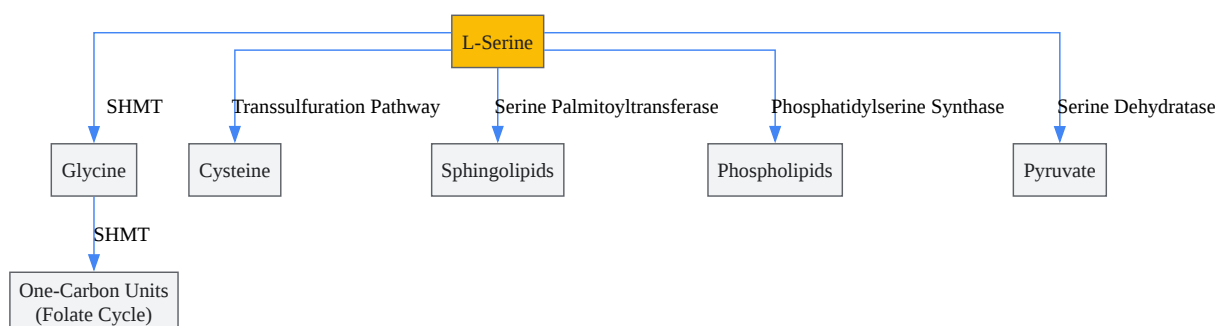 L-Serine
SHMT
Transsulfuration Pathway
Serine Palmitoyltransferase
Phosphatidylserine Synthase
Serine Dehydratase
Glycine
Cysteine
Sphingolipids
Phospholipids
Pyruvate
SHMT
One-Carbon Units
(Folate Cycle)